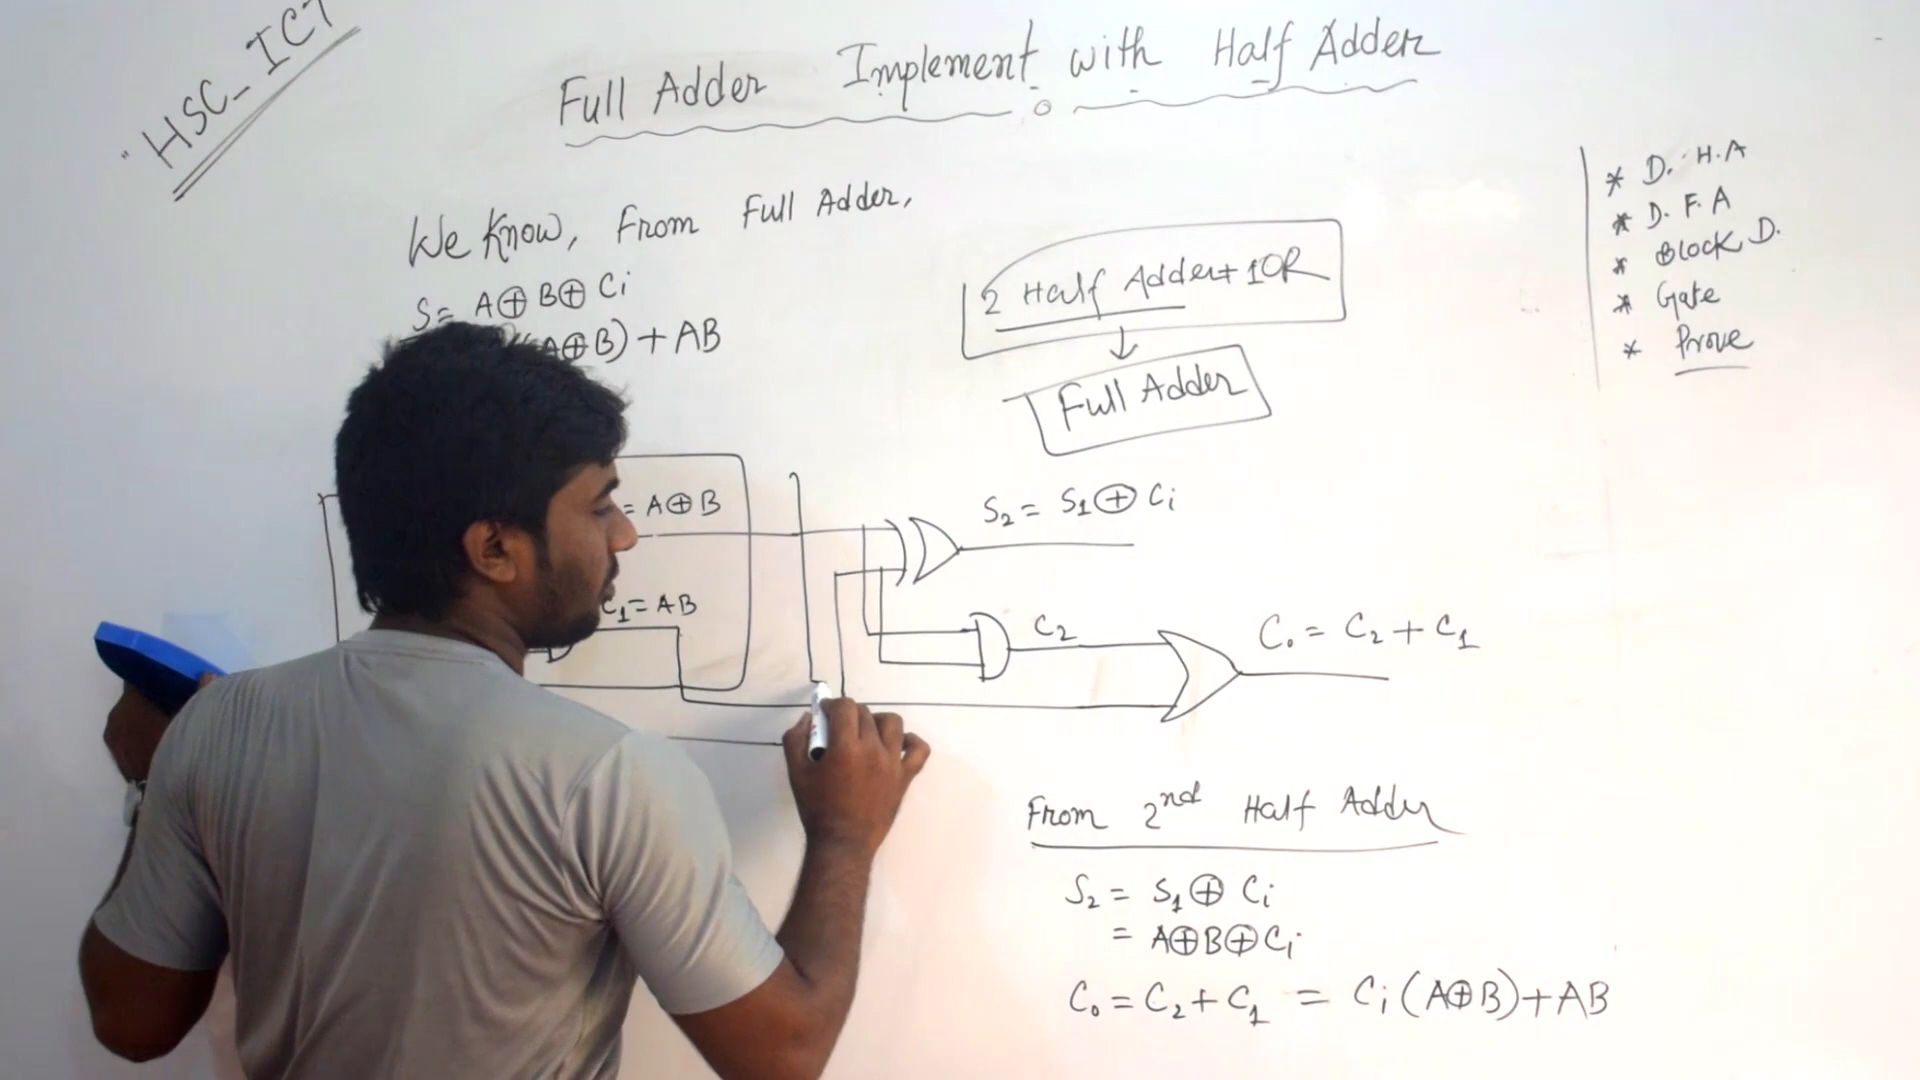 "HSC_ICT
Full Adder Implement with Half Adder
We Know, From Full Adder,
S = A⊕B⊕Ci
(A⊕B) + AB
2 Half Adder + 1OR
↓
Full Adder
* D. H.A
* D. F. A
* Block D.
* Gate
* Prove
= A⊕B
C1 = AB
S2 = S1 ⊕ Ci
C2
Co = C2 + C1
From 2nd Half Adder
S2 = S1 ⊕ Ci
= A⊕B⊕Ci
Co = C2 + C1 = Ci (A⊕B) + AB